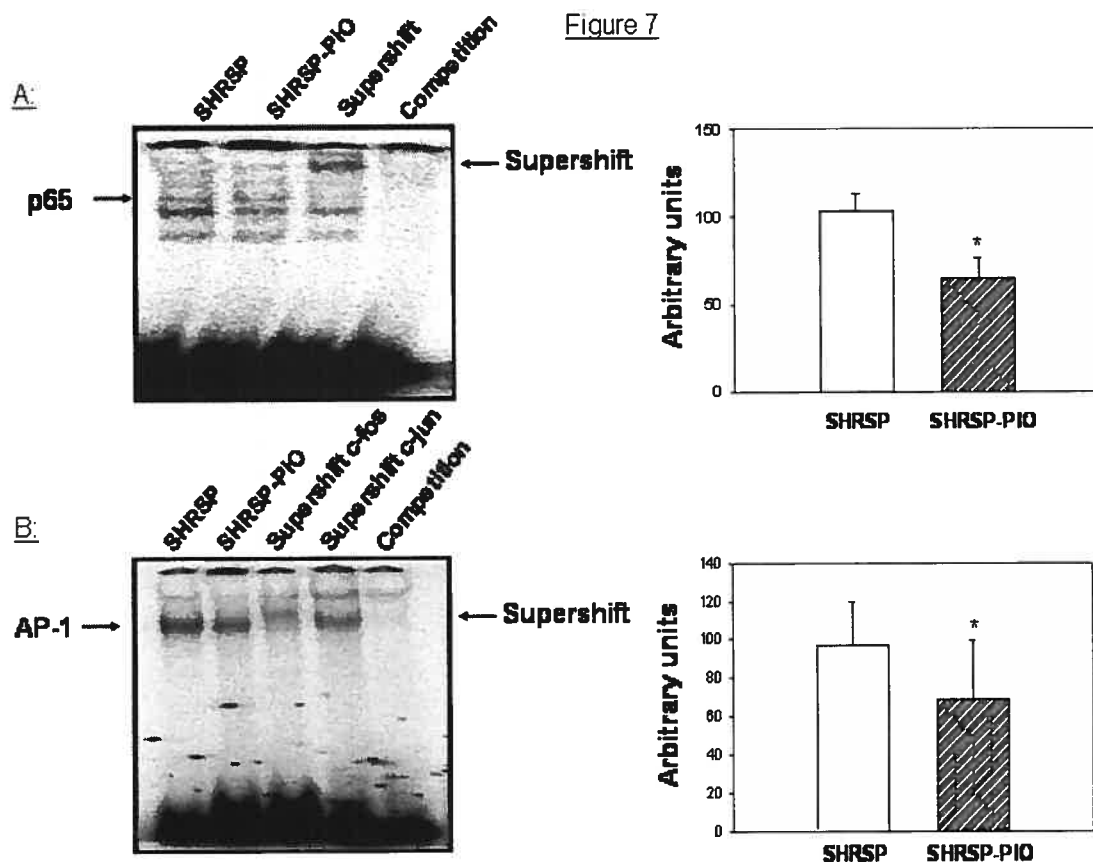 Figure 7
A:
SHRSP
SHRSP-PIO
Supershift
Competition
p65
Supershift
Arbitrary units
150
100
50
0
SHRSP
SHRSP-PIO
*
B:
SHRSP
SHRSP-PIO
Supershift c-fos
Supershift c-jun
Competition
AP-1
Supershift
Arbitrary units
140
120
100
80
60
40
20
0
SHRSP
SHRSP-PIO
*